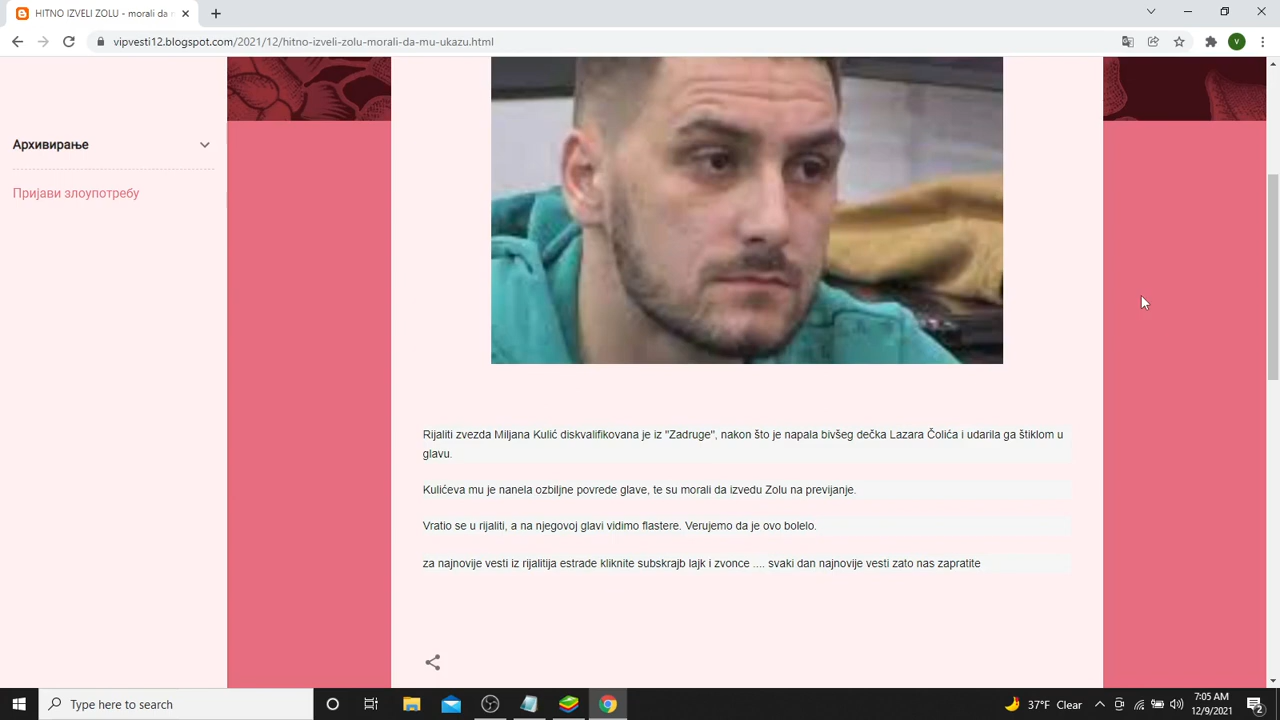 HITNO IZVELI ZOLU - morali da m
vipvesti12.blogspot.com/2021/12/hitno-izveli-zolu-morali-da-mu-ukazu.html
V
Архивирање
Пријави злоупотребу
Rijaliti zvezda Miljana Kulić diskvalifikovana je iz "Zadruge", nakon što je napala bivšeg dečka Lazara Čolića i udarila ga štiklom u
glavu.
Kulićeva mu je nanela ozbiljne povrede glave, te su morali da izvedu Zolu na previjanje.
Vratio se u rijaliti, a na njegovoj glavi vidimo flastere. Verujemo da je ovo bolelo.
za najnovije vesti iz rijalitija estrade kliknite subskrajb lajk i zvonce .... svaki dan najnovije vesti zato nas zapratite
Type here to search
37°F Clear
7:05 AM
12/9/2021
2